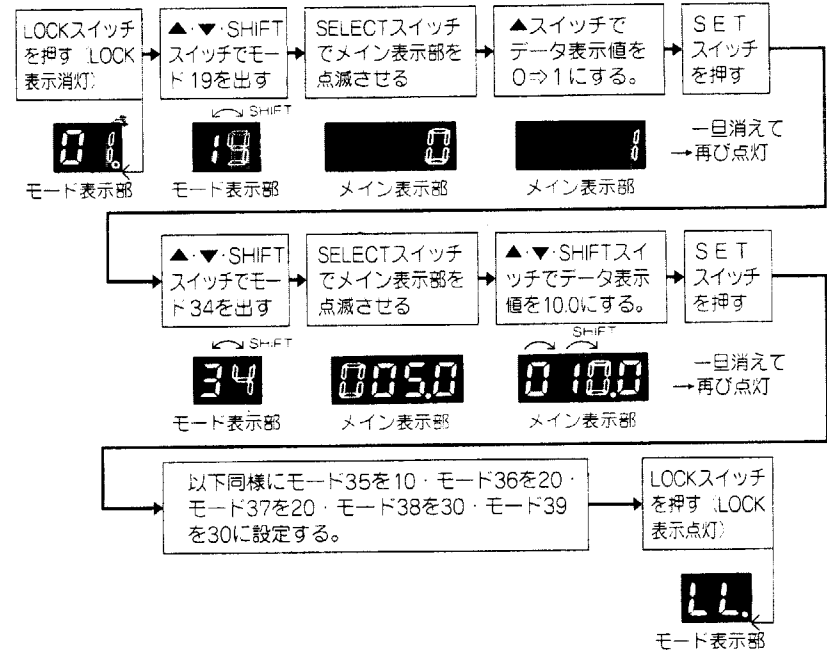 LOCKスイッチ
を押す（LOCK
表示消灯）
▲·▼·SHIFT
スイッチでモー
ド19を出す
SELECTスイッチ
でメイン表示部を
点滅させる
▲スイッチで
データ表示値を
0⇒1にする。
SET
スイッチ
を押す
01.
モード表示部
SHIFT
19
モード表示部
0
メイン表示部
1
メイン表示部
一旦消えて
→再び点灯
▲·▼·SHIFT
スイッチでモー
ド34を出す
SELECTスイッチ
でメイン表示部を
点滅させる
▲·▼·SHIFTスイ
ッチでデータ表示
値を10.0にする。
SET
スイッチ
を押す
SHIFT
34
モード表示部
005.0
メイン表示部
SHIFT
010.0
メイン表示部
一旦消えて
→再び点灯
以下同様にモード35を10·モード36を20·
モード37を20·モード38を30·モード39
を30に設定する。
LOCKスイッチ
を押す（LOCK
表示点灯）
LL.
モード表示部